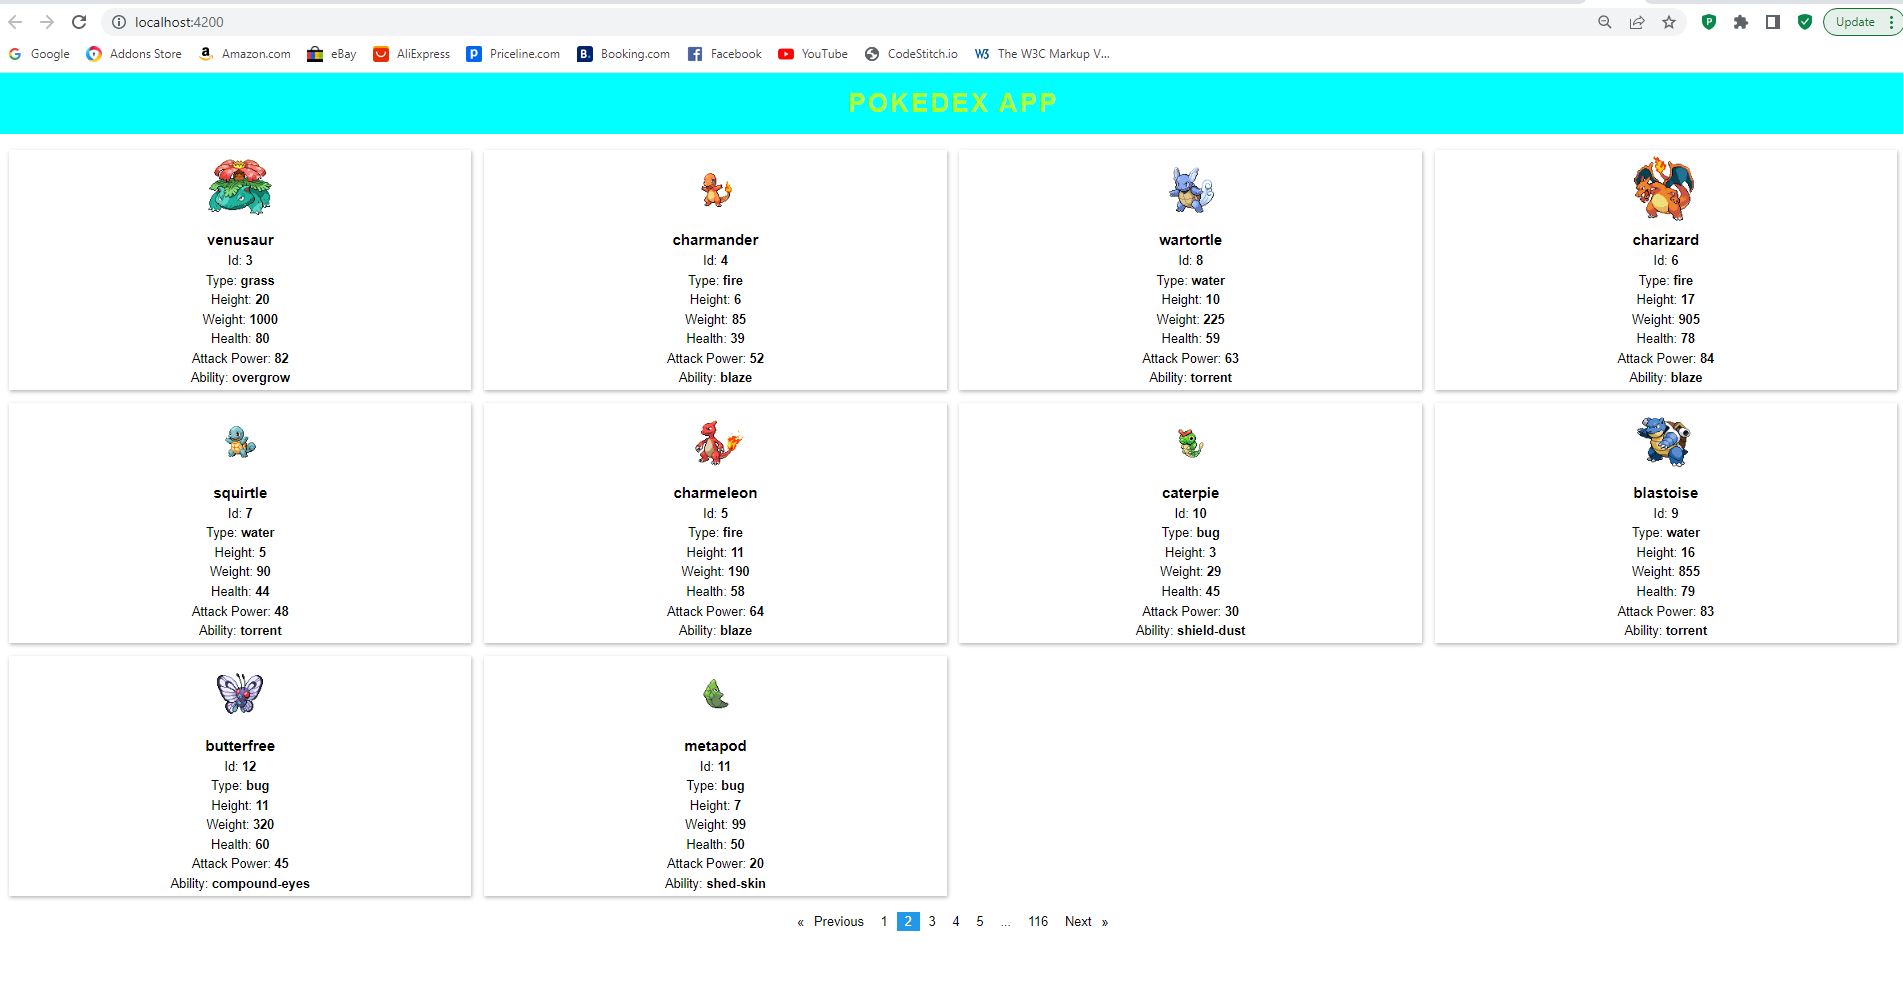 localhost:4200
Update
Google
Addons Store
Amazon.com
eBay
AliExpress
Priceline.com
Booking.com
Facebook
YouTube
CodeStitch.io
The W3C Markup V...
POKEDEX APP
venusaur
Id: 3
Type: grass
Height: 20
Weight: 1000
Health: 80
Attack Power: 82
Ability: overgrow
charmander
Id: 4
Type: fire
Height: 6
Weight: 85
Health: 39
Attack Power: 52
Ability: blaze
wartortle
Id: 8
Type: water
Height: 10
Weight: 225
Health: 59
Attack Power: 63
Ability: torrent
charizard
Id: 6
Type: fire
Height: 17
Weight: 905
Health: 78
Attack Power: 84
Ability: blaze
squirtle
Id: 7
Type: water
Height: 5
Weight: 90
Health: 44
Attack Power: 48
Ability: torrent
charmeleon
Id: 5
Type: fire
Height: 11
Weight: 190
Health: 58
Attack Power: 64
Ability: blaze
caterpie
Id: 10
Type: bug
Height: 3
Weight: 29
Health: 45
Attack Power: 30
Ability: shield-dust
blastoise
Id: 9
Type: water
Height: 16
Weight: 855
Health: 79
Attack Power: 83
Ability: torrent
butterfree
Id: 12
Type: bug
Height: 11
Weight: 320
Health: 60
Attack Power: 45
Ability: compound-eyes
metapod
Id: 11
Type: bug
Height: 7
Weight: 99
Health: 50
Attack Power: 20
Ability: shed-skin
« Previous 1 2 3 4 5 ... 116 Next »